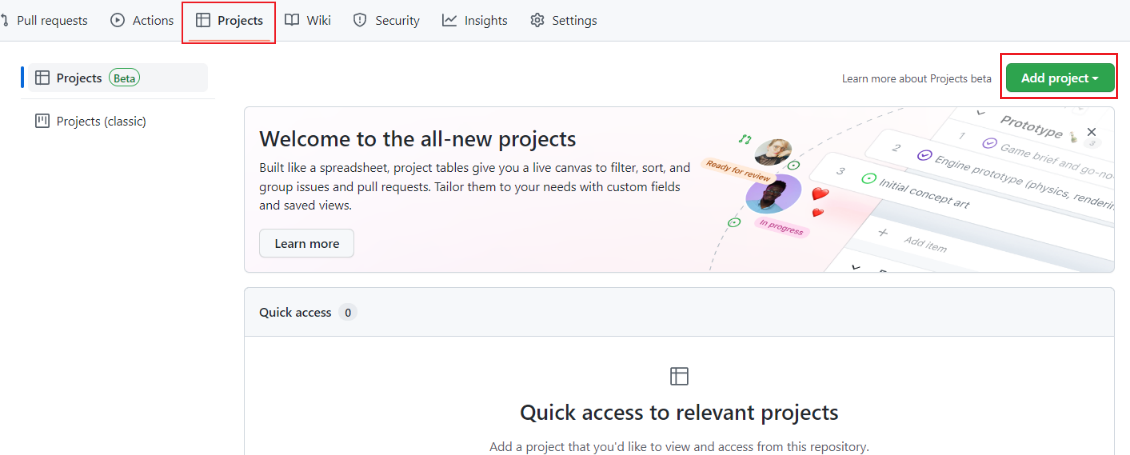 Pull requests Actions Projects Wiki Security Insights Settings
Projects Beta
Learn more about Projects beta Add project
Projects (classic)
Welcome to the all-new projects
Built like a spreadsheet, project tables give you a live canvas to filter, sort, and
group issues and pull requests. Tailor them to your needs with custom fields
and saved views.
Learn more
Ready for review
In progress
Prototype 3
1 Game brief and go-no
2 Engine prototype (physics, renderin
3 Initial concept art
Add item
Quick access 0
Quick access to relevant projects
Add a project that you'd like to view and access from this repository.